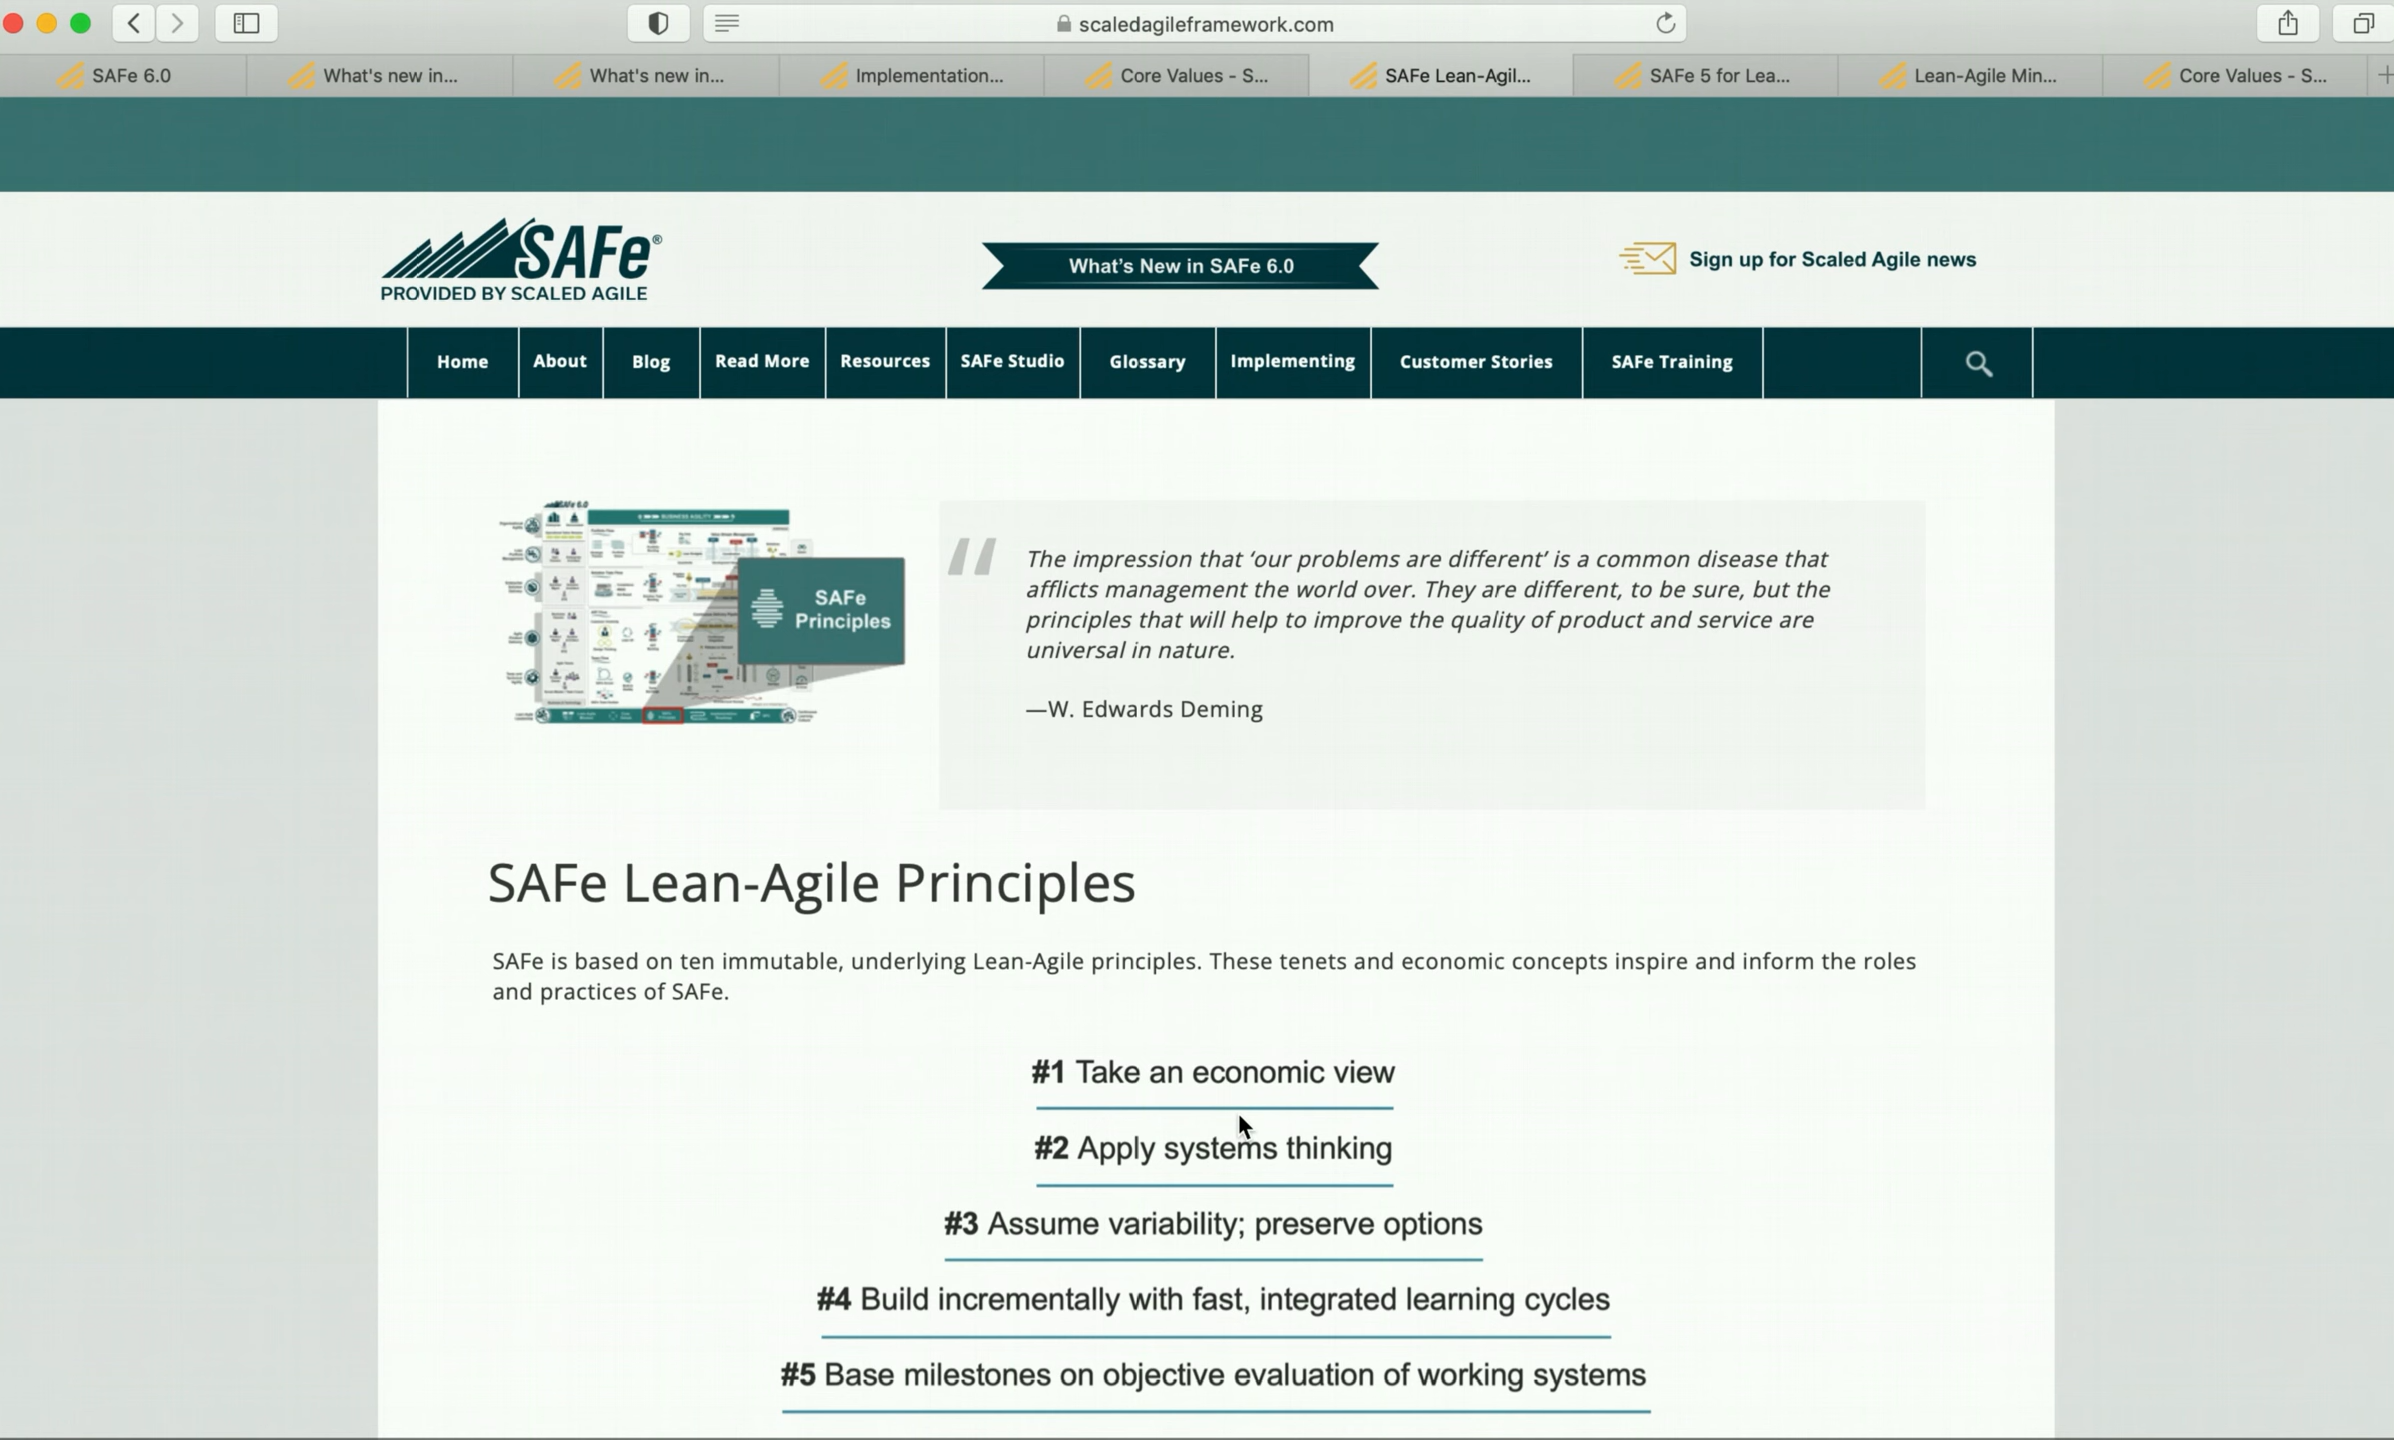 scaledagileframework.com
SAFe 6.0
What's new in...
What's new in...
Implementation...
Core Values - S...
SAFe Lean-Agil...
SAFe 5 for Lea...
Lean-Agile Min...
Core Values - S...
SAFe®
PROVIDED BY SCALED AGILE
What's New in SAFe 6.0
Sign up for Scaled Agile news
Home
About
Blog
Read More
Resources
SAFe Studio
Glossary
Implementing
Customer Stories
SAFe Training
SAFe 6.0
BUSINESS AGILITY
SAFe
Principles
The impression that ‘our problems are different’ is a common disease that
afflicts management the world over. They are different, to be sure, but the
principles that will help to improve the quality of product and service are
universal in nature.
—W. Edwards Deming
SAFe Lean-Agile Principles
SAFe is based on ten immutable, underlying Lean-Agile principles. These tenets and economic concepts inspire and inform the roles
and practices of SAFe.
#1 Take an economic view
#2 Apply systems thinking
#3 Assume variability; preserve options
#4 Build incrementally with fast, integrated learning cycles
#5 Base milestones on objective evaluation of working systems